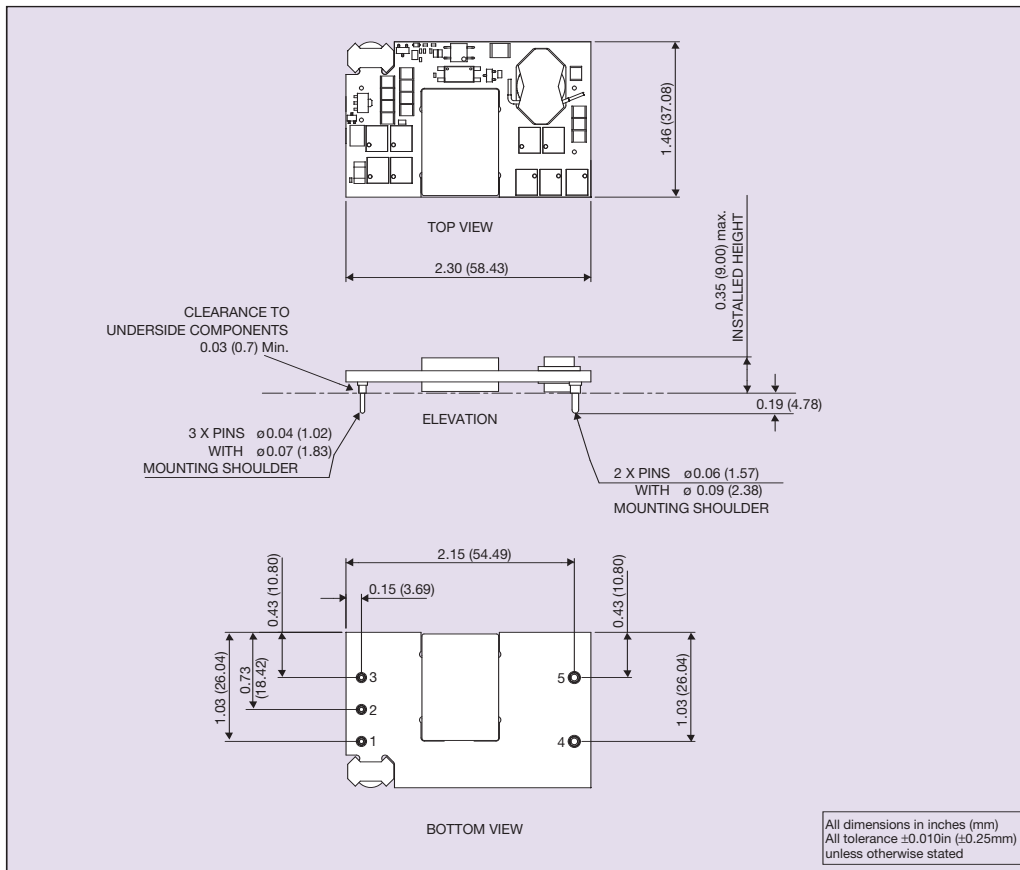 1.46 (37.08)
TOP VIEW
2.30 (58.43)
0.35 (9.00) max.
INSTALLED HEIGHT
CLEARANCE TO
UNDERSIDE COMPONENTS
0.03 (0.7) Min.
0.19 (4.78)
ELEVATION
3 X PINS ø0.04 (1.02)
WITH ø0.07 (1.83)
MOUNTING SHOULDER
2 X PINS ø0.06 (1.57)
WITH ø 0.09 (2.38)
MOUNTING SHOULDER
2.15 (54.49)
0.43 (10.80)
0.15 (3.69)
0.43 (10.80)
1.03 (26.04)
0.73
(18.42)
1.03 (26.04)
3
5
2
1
4
BOTTOM VIEW
All dimensions in inches (mm)
All tolerance ±0.010in (±0.25mm)
unless otherwise stated